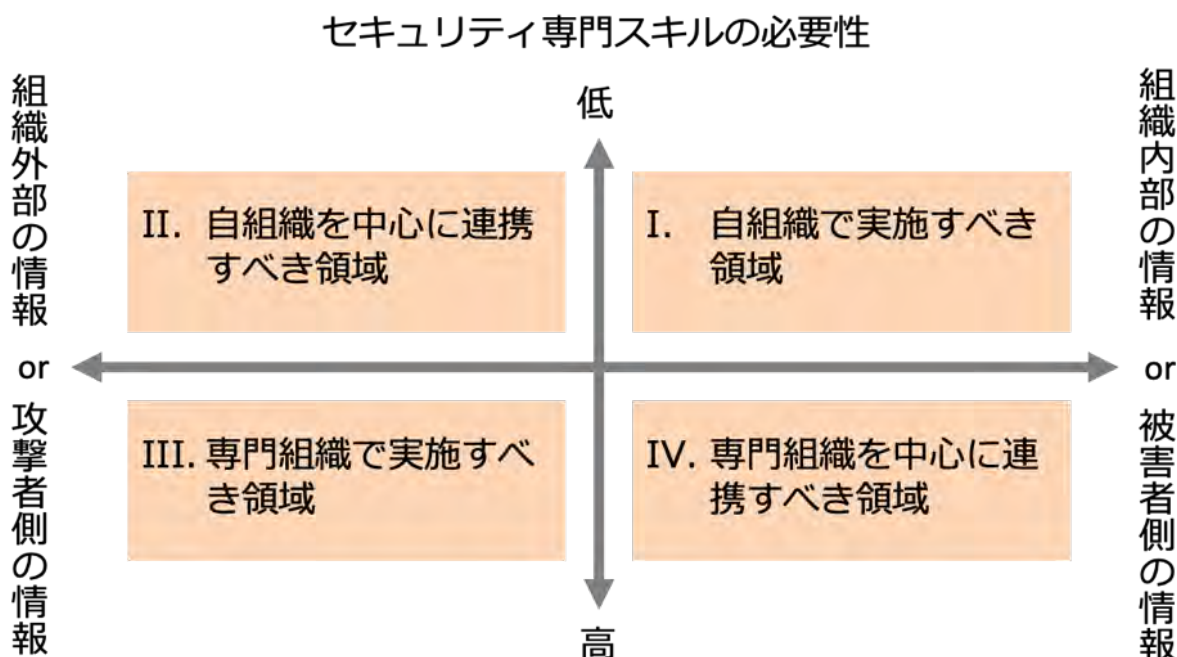 セキュリティ専門スキルの必要性
低
組織外部の情報
or
攻撃者側の情報
II. 自組織を中心に連携
すべき領域
I. 自組織で実施すべき
領域
III. 専門組織で実施すべ
き領域
IV. 専門組織を中心に連
携すべき領域
組織内部の情報
or
被害者側の情報
高